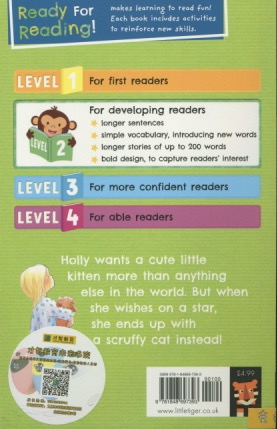 Ready For
Reading!
makes learning to read fun!
Each book includes activities
to reinforce new skills.
LEVEL 1 For first readers
For developing readers
longer sentences
simple vocabulary, introducing new words
longer stories of up to 200 words
bold design, to capture readers' interest
LEVEL 2
LEVEL 3 For more confident readers
LEVEL 4 For able readers
Holly wants a cute little
kitten more than anything
else in the world. But when
she wishes on a star,
she ends up with
a scruffy cat instead!
£4.99
www.littletiger.co.uk